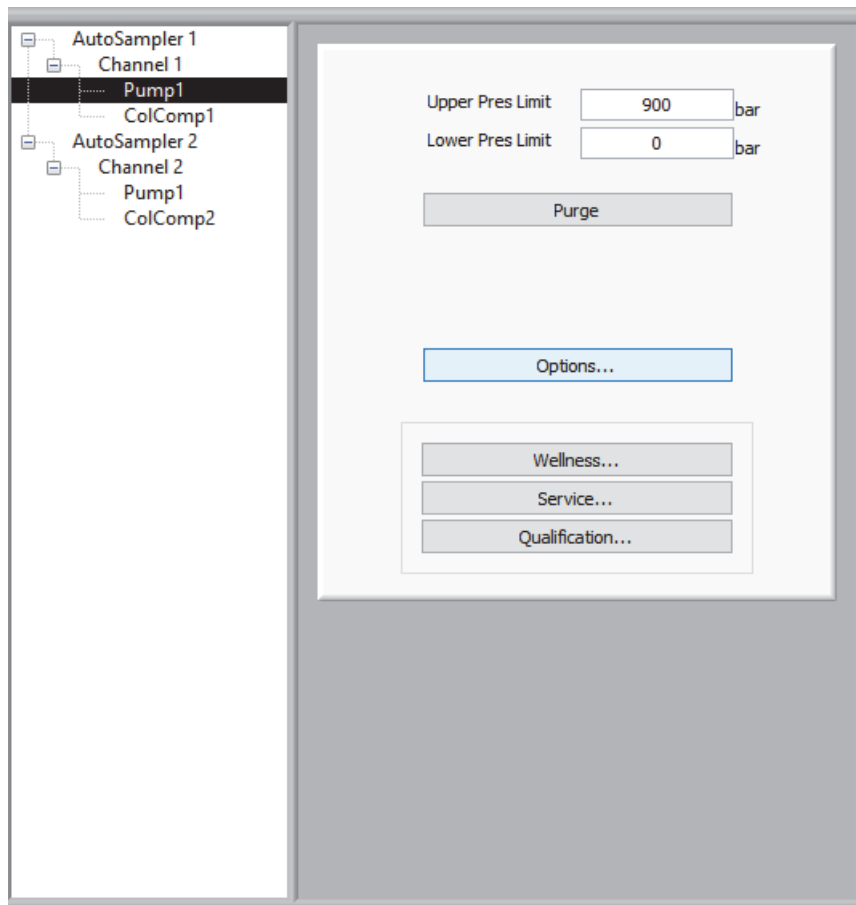 AutoSampler 1
Channel 1
Pump1
ColComp1
AutoSampler 2
Channel 2
Pump1
ColComp2
Upper Pres Limit 900 bar
Lower Pres Limit 0 bar
Purge
Options...
Wellness...
Service...
Qualification...